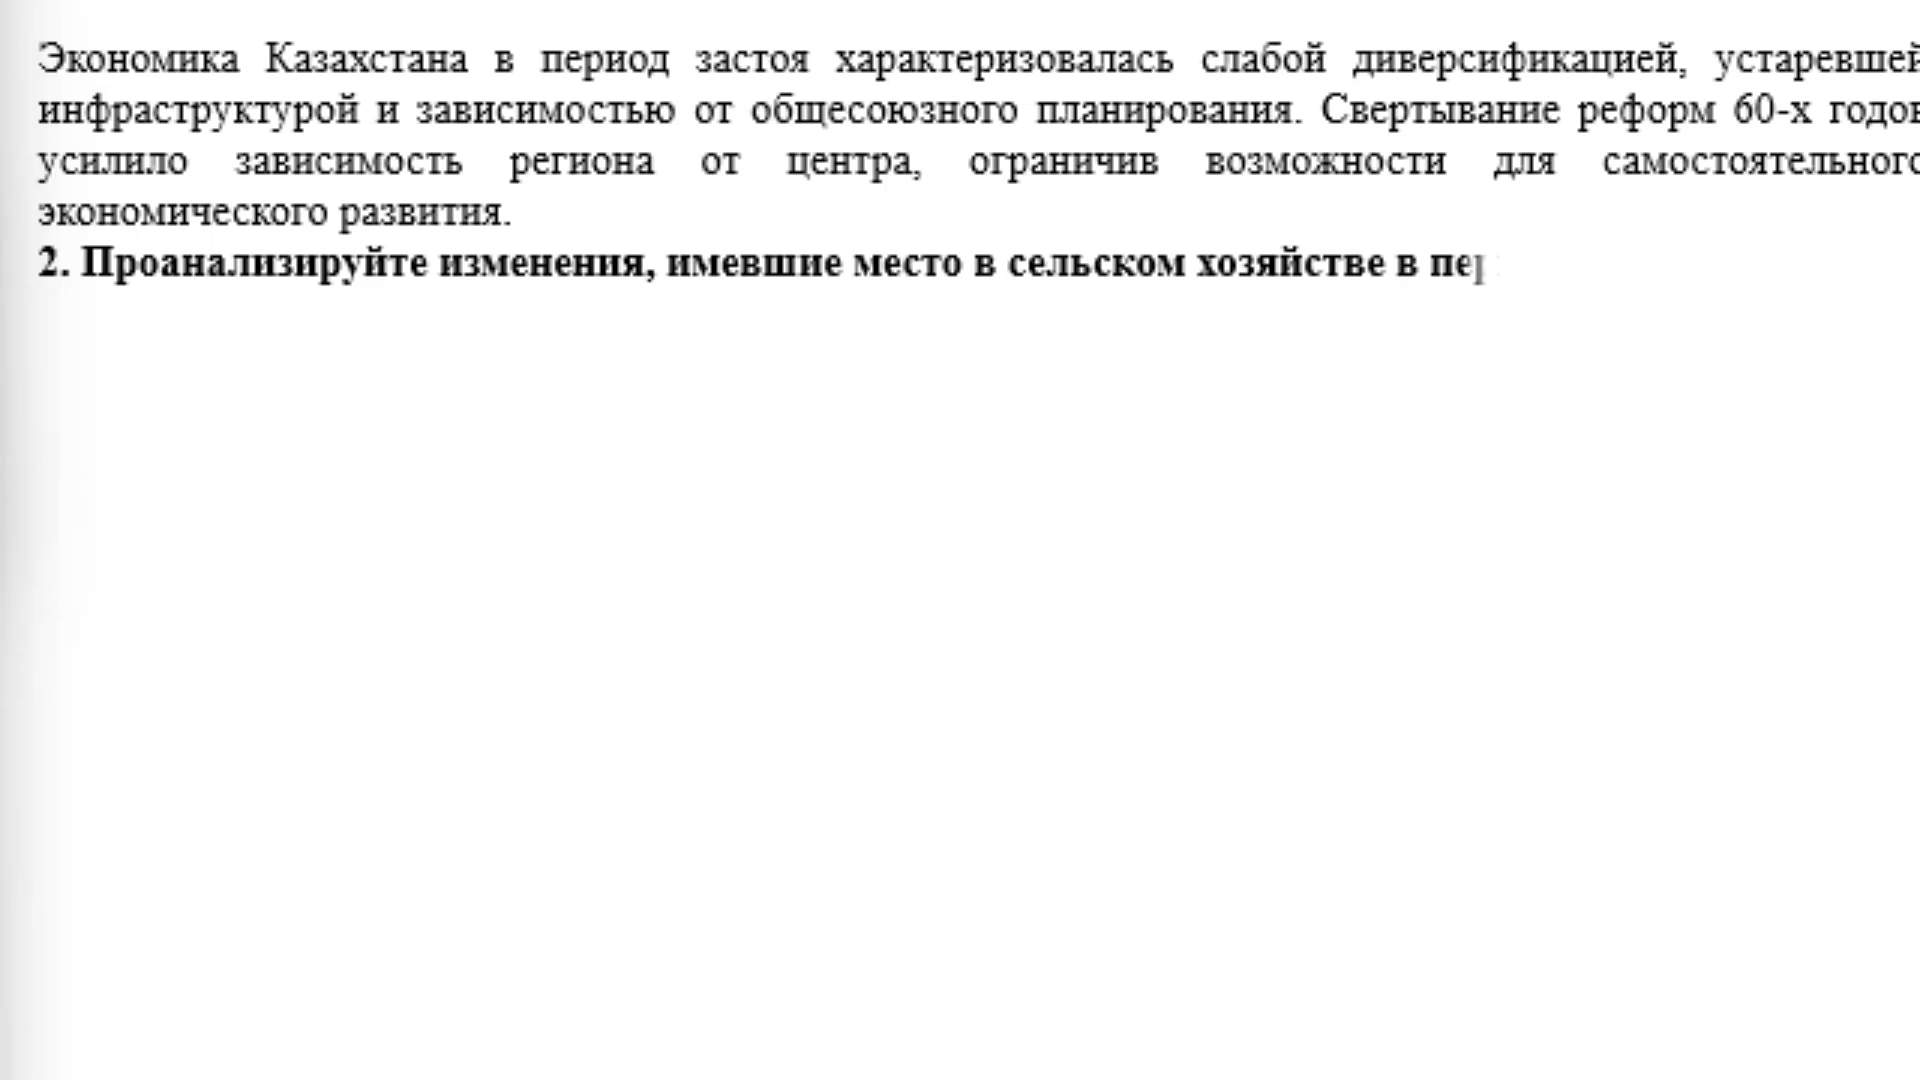 Экономика Казахстана в период застоя характеризовалась слабой диверсификацией, устаревшей
инфраструктурой и зависимостью от общесоюзного планирования. Свертывание реформ 60-х годов
усилило зависимость региона от центра, ограничив возможности для самостоятельного
экономического развития.
2. Проанализируйте изменения, имевшие место в сельском хозяйстве в